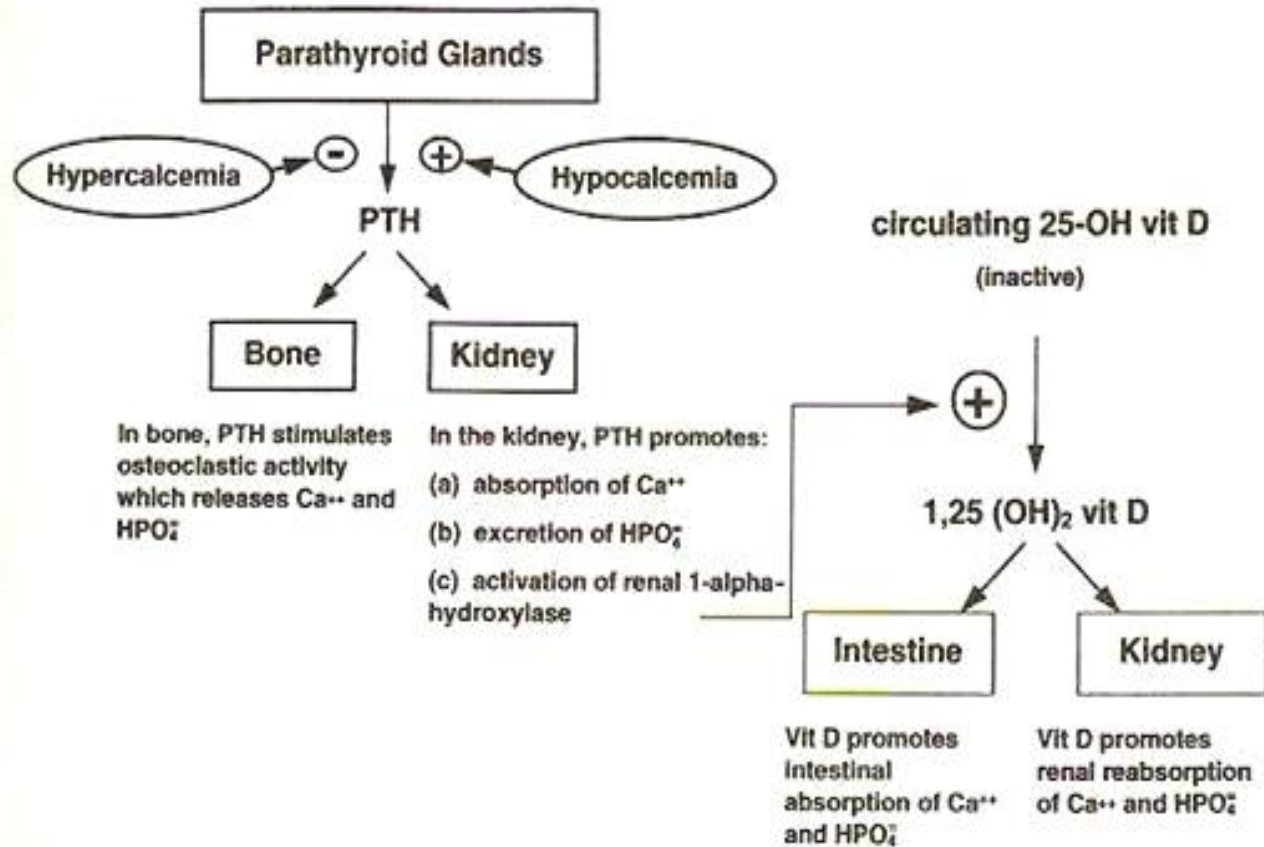 Parathyroid Glands
Hypercalcemia
-
+
Hypocalcemia
PTH
Bone
Kidney
In bone, PTH stimulates
osteoclastic activity
which releases Ca++ and
HPO₄⁼
In the kidney, PTH promotes:
(a) absorption of Ca++
(b) excretion of HPO₄⁼
(c) activation of renal 1-alpha-
hydroxylase
circulating 25-OH vit D
(inactive)
+
1,25 (OH)₂ vit D
Intestine
Kidney
Vit D promotes
intestinal
absorption of Ca++
and HPO₄⁼
Vit D promotes
renal reabsorption
of Ca++ and HPO₄⁼